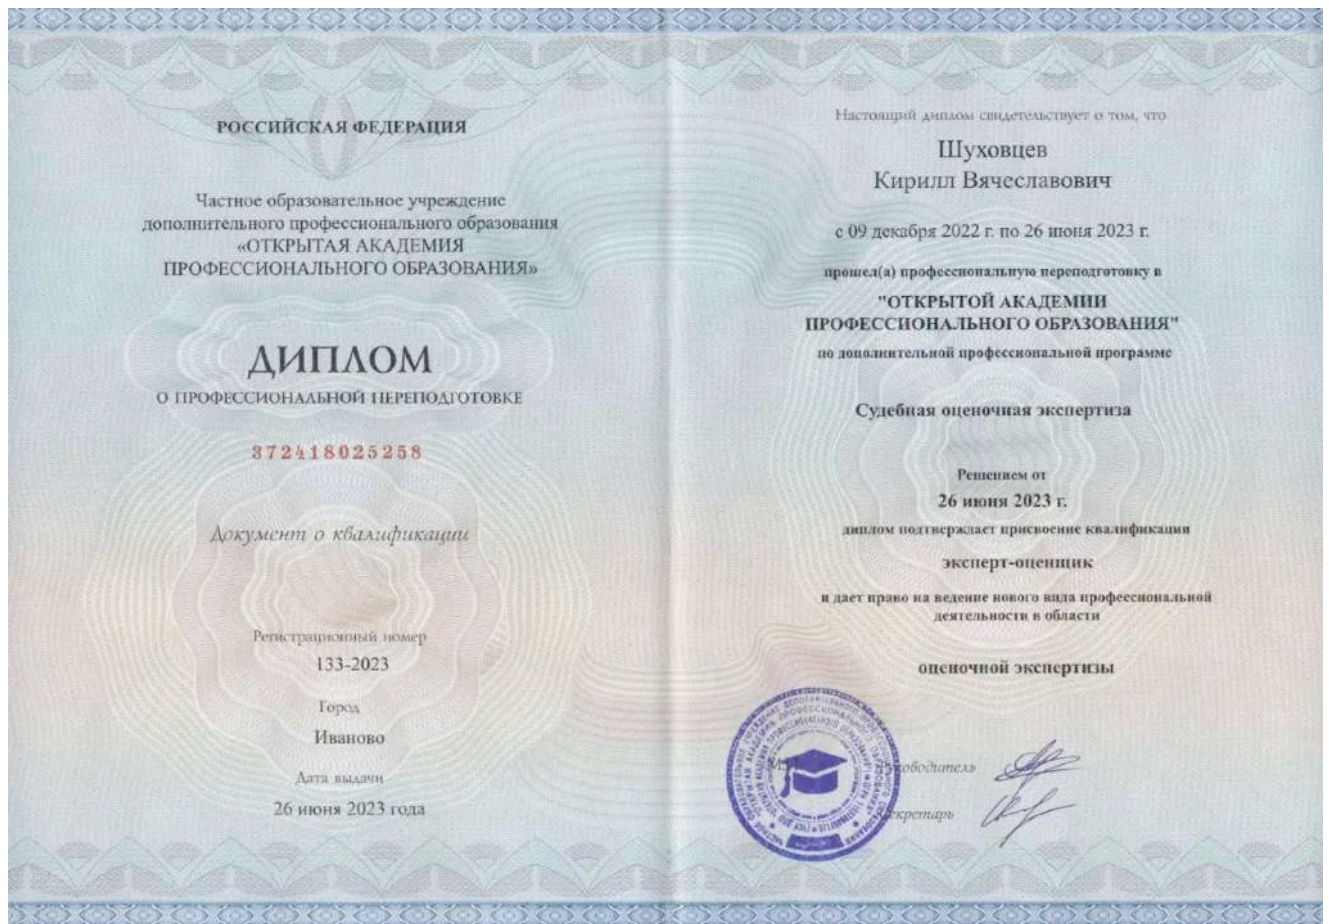 РОССИЙСКАЯ ФЕДЕРАЦИЯ
Частное образовательное учреждение
дополнительного профессионального образования
«ОТКРЫТАЯ АКАДЕМИЯ
ПРОФЕССИОНАЛЬНОГО ОБРАЗОВАНИЯ»
ДИПЛОМ
О ПРОФЕССИОНАЛЬНОЙ ПЕРЕПОДГОТОВКЕ
372418025258
Документ о квалификации
Регистрационный номер
133-2023
Город
Иваново
Дата выдачи
26 июня 2023 года
Настоящий диплом свидетельствует о том, что
Шуховцев
Кирилл Вячеславович
с 09 декабря 2022 г. по 26 июня 2023 г.
прошел(а) профессиональную переподготовку в
"ОТКРЫТОЙ АКАДЕМИИ
ПРОФЕССИОНАЛЬНОГО ОБРАЗОВАНИЯ"
по дополнительной профессиональной программе
Судебная оценочная экспертиза
Решением от
26 июня 2023 г.
диплом подтверждает присвоение квалификации
эксперт-оценщик
и дает право на ведение нового вида профессиональной
деятельности в области
оценочной экспертизы
Руководитель
Секретарь